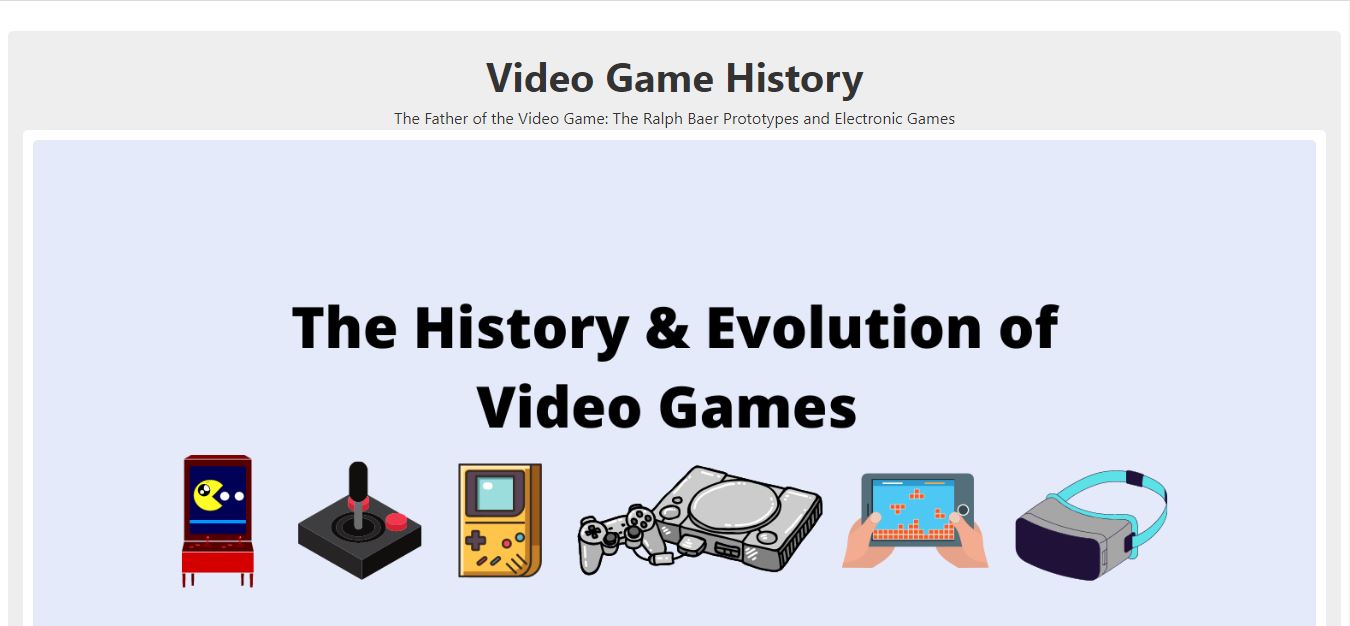 Video Game History
The Father of the Video Game: The Ralph Baer Prototypes and Electronic Games
The History & Evolution of
Video Games